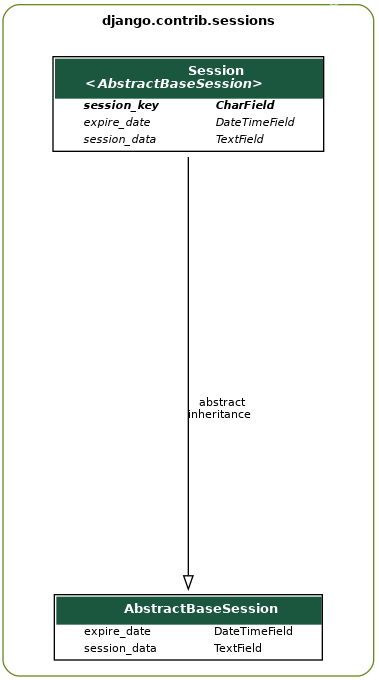 django.contrib.sessions
Session
<AbstractBaseSession>
session_key CharField
expire_date DateTimeField
session_data TextField
abstract
inheritance
AbstractBaseSession
expire_date DateTimeField
session_data TextField